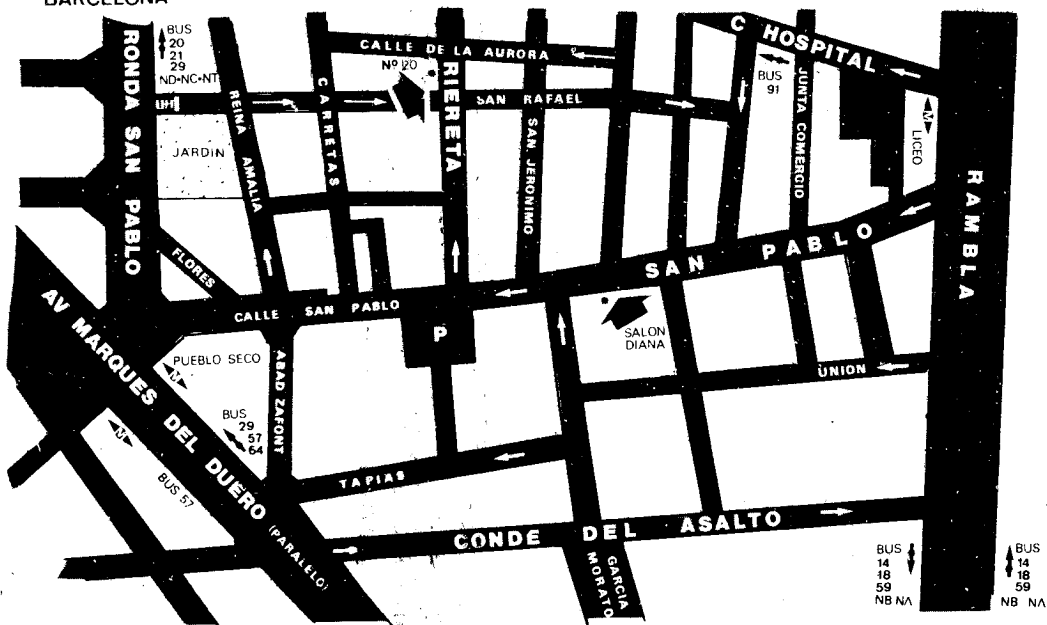 BARCELONA
RONDA SAN PABLO
BUS
20
21
29
ND•NC•NT
JARDIN
REINA AMALIA
CARRETAS
CALLE DE LA AURORA
Nº 120
RIERETA
SAN RAFAEL
SAN JERONIMO
C HOSPITAL
BUS
91
JUNTA COMERCIO
M
LICEO
RAMBLA
FLORES
CALLE SAN PABLO
SAN PABLO
P
SALON
DIANA
UNION
AV MARQUES DEL DUERO (PARALELO)
PUEBLO SECO
M
ABAD ZAFONT
BUS
29
57
64
M
BUS 57
TAPIAS
CONDE DEL ASALTO
GARCIA
MORATO
BUS
14
18
59
NB NA
BUS
14
18
59
NB NA